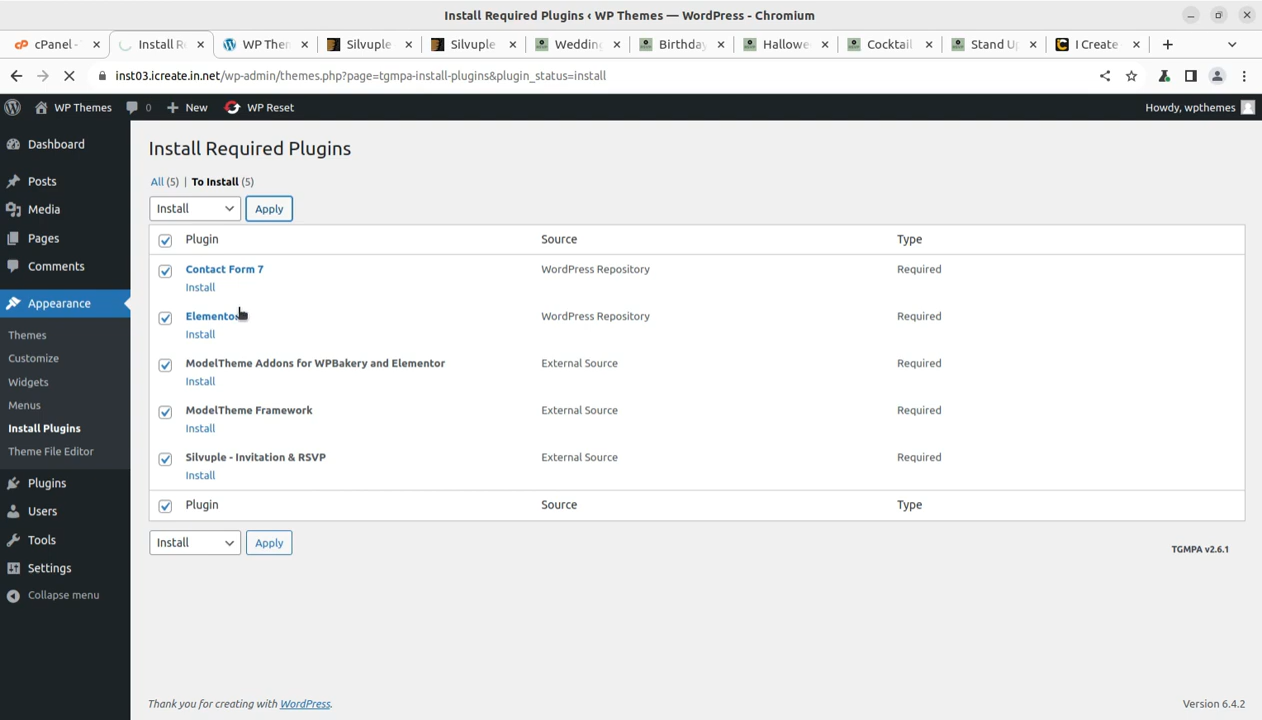 Install Required Plugins ‹ WP Themes — WordPress - Chromium
cPanel -
Install R
WP Then
Silvuple
Silvuple
Weddin
Birthday
Hallowe
Cocktail
Stand U
I Create
inst03.icreate.in.net/wp-admin/themes.php?page=tgmpa-install-plugins&plugin_status=install
WP Themes 0 New WP Reset Howdy, wpthemes
Dashboard
Posts
Media
Pages
Comments
Appearance
Themes
Customize
Widgets
Menus
Install Plugins
Theme File Editor
Plugins
Users
Tools
Settings
Collapse menu
Install Required Plugins
All (5) | To Install (5)
Install Apply
Plugin Source Type
Contact Form 7 WordPress Repository Required
Install
Elementor WordPress Repository Required
Install
ModelTheme Addons for WPBakery and Elementor External Source Required
Install
ModelTheme Framework External Source Required
Install
Silvuple - Invitation & RSVP External Source Required
Install
Plugin Source Type
Install Apply
TGMPA v2.6.1
Thank you for creating with WordPress. Version 6.4.2